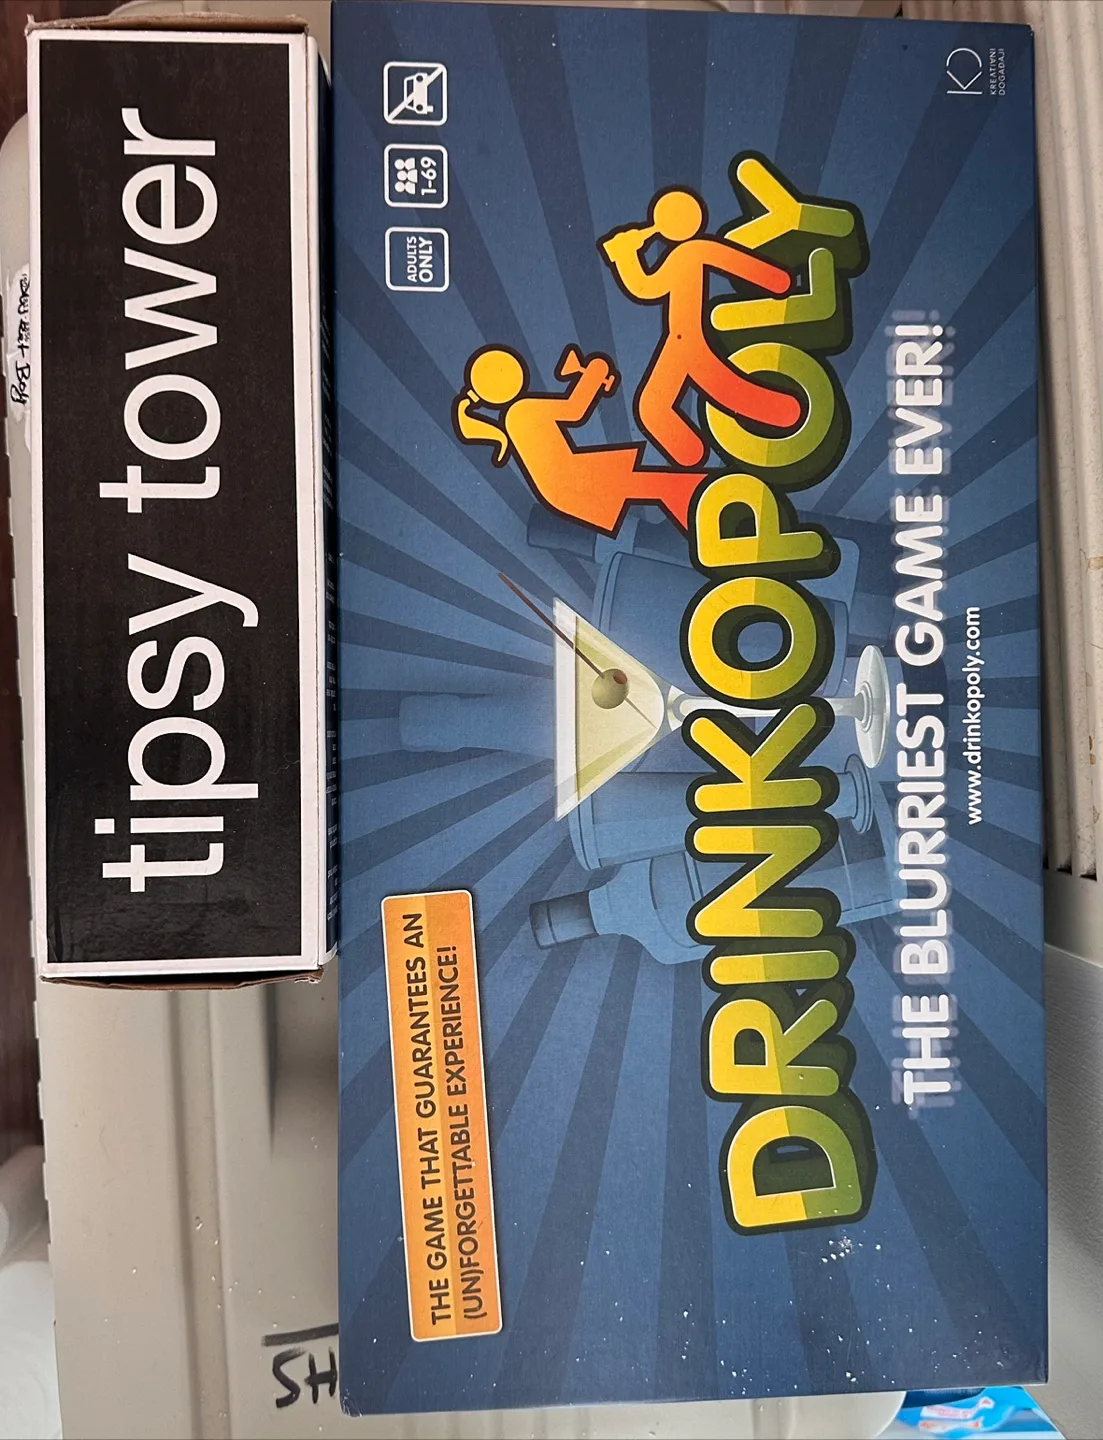 tipsy tower
ADULTS
ONLY
1-69
THE GAME THAT GUARANTEES AN
(UN)FORGETTABLE EXPERIENCE!
DRINKOPOLY
THE BLURRIEST GAME EVER!
www.drinkopoly.com
KREATIVNI
DOGAĐAJI
SH